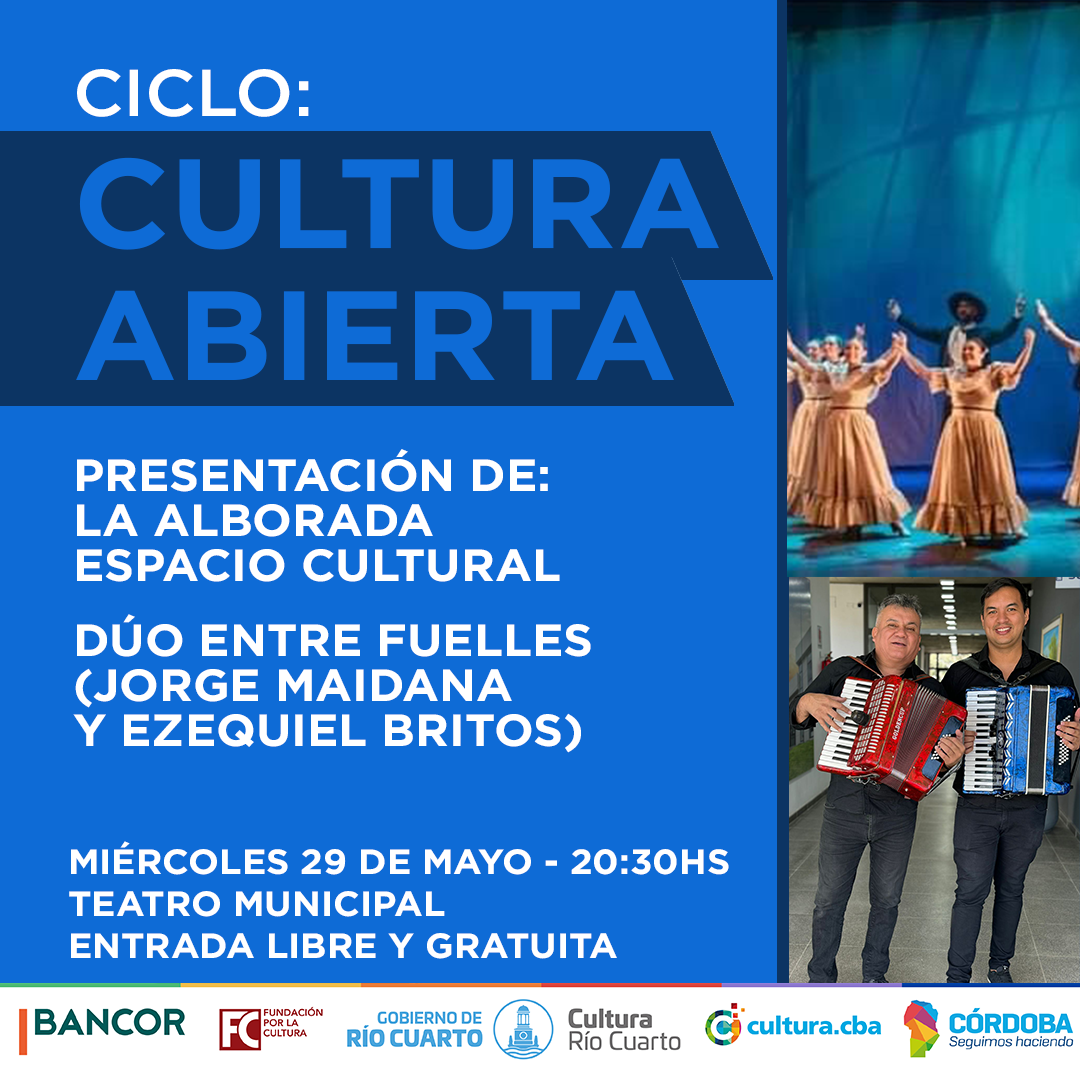 CICLO:
CULTURA
ABIERTA
PRESENTACIÓN DE:
LA ALBORADA
ESPACIO CULTURAL
DÚO ENTRE FUELLES
(JORGE MAIDANA
Y EZEQUIEL BRITOS)
MIÉRCOLES 29 DE MAYO - 20:30HS
TEATRO MUNICIPAL
ENTRADA LIBRE Y GRATUITA
GOLDENCUP
BANCOR
FC
FUNDACIÓN
POR LA
CULTURA
GOBIERNO DE
RÍO CUARTO
Cultura
Río Cuarto
cultura.cba
CÓRDOBA
Seguimos haciendo